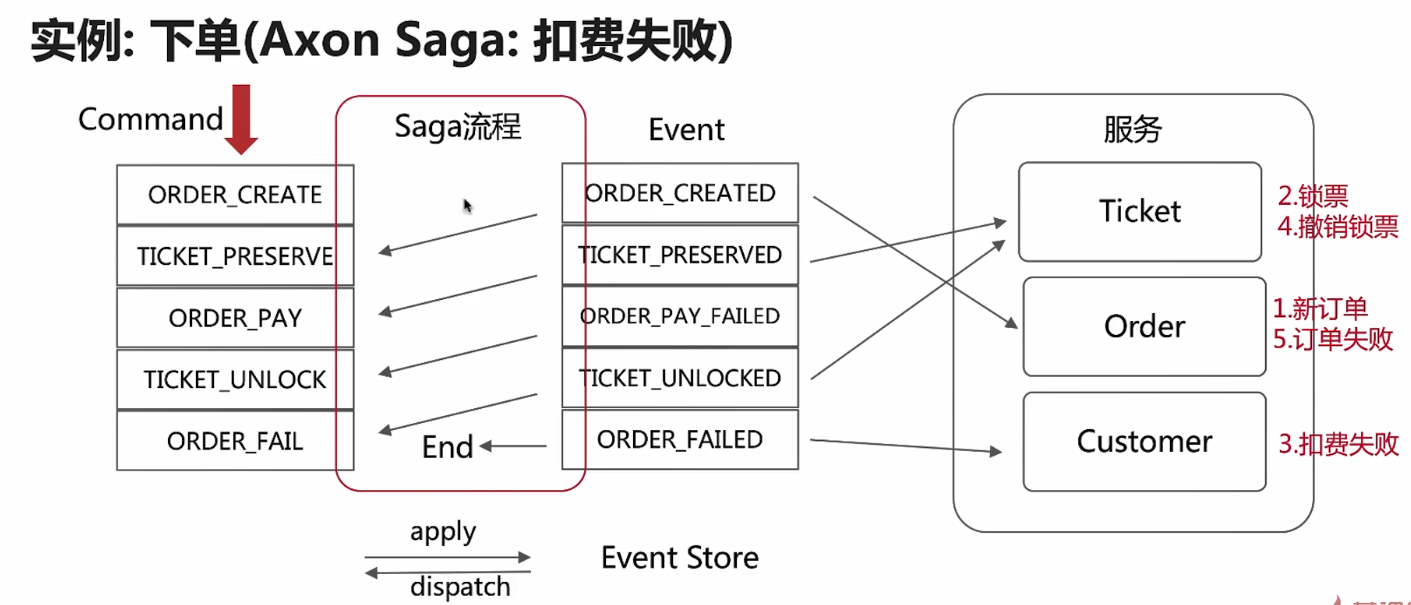 实例: 下单(Axon Saga: 扣费失败)
Command
Saga流程
Event
服务
ORDER_CREATE
TICKET_PRESERVE
ORDER_PAY
TICKET_UNLOCK
ORDER_FAIL
End
ORDER_CREATED
TICKET_PRESERVED
ORDER_PAY_FAILED
TICKET_UNLOCKED
ORDER_FAILED
Ticket
2.锁票
4.撤销锁票
Order
1.新订单
5.订单失败
Customer
3.扣费失败
apply
dispatch
Event Store